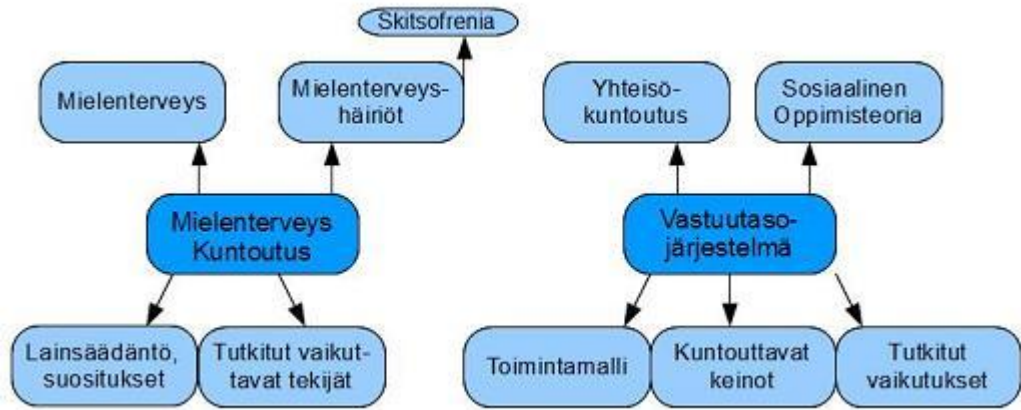 Skitsofrenia
Mielenterveys
Mielenterveys-
häiriöt
Yhteisö-
kuntoutus
Sosiaalinen
Oppimisteoria
Mielenterveys
Kuntoutus
Vastuutaso-
järjestelmä
Lainsäädäntö,
suositukset
Tutkitut vaikut-
tavat tekijät
Toimintamalli
Kuntouttavat
keinot
Tutkitut
vaikutukset